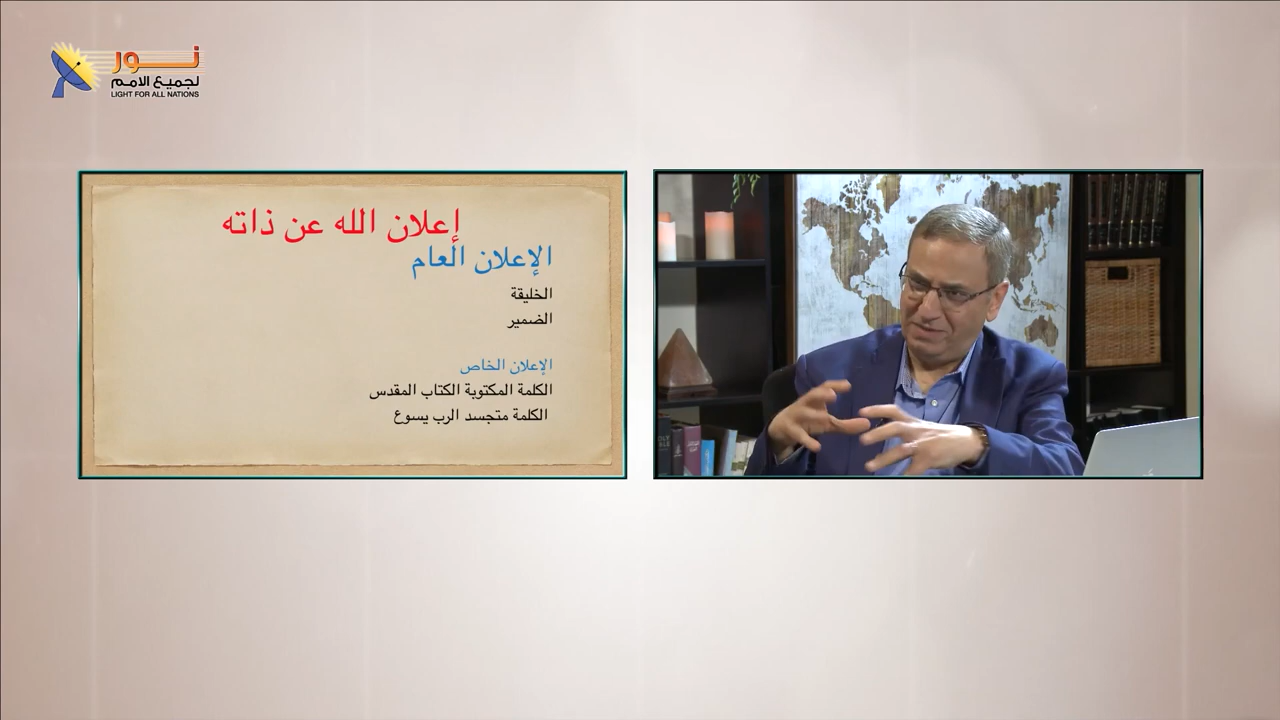 نور
لجميع الامم
LIGHT FOR ALL NATIONS
إعلان الله عن ذاته
الإعلان العام
الخليقة
الضمير
الإعلان الخاص
الكلمة المكتوبة الكتاب المقدس
الكلمة متجسد الرب يسوع